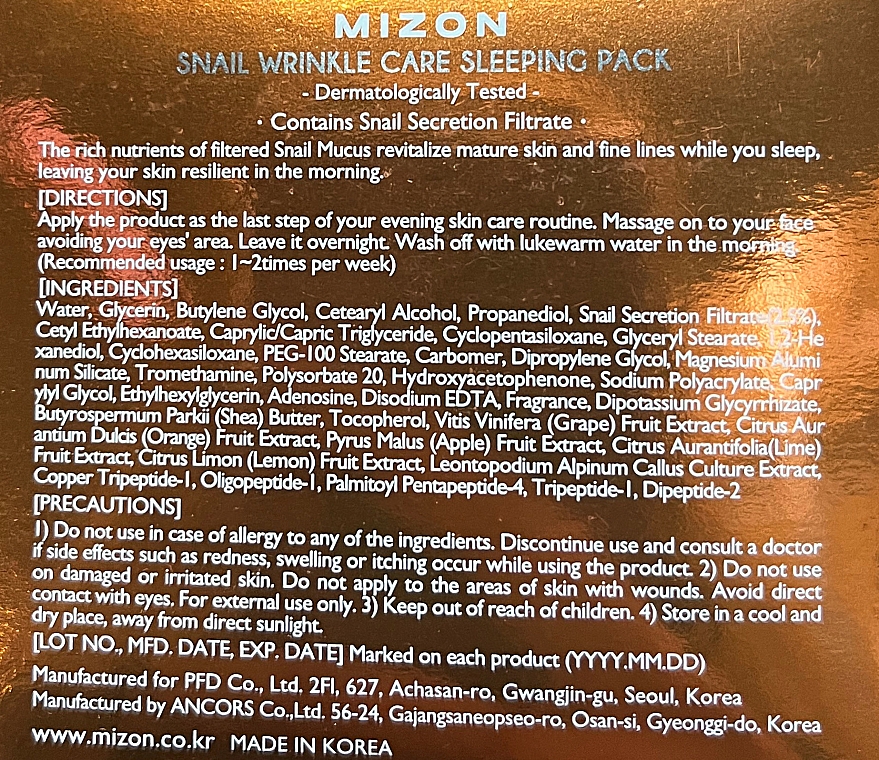 MIZON
SNAIL WRINKLE CARE SLEEPING PACK
- Dermatologically Tested -
· Contains Snail Secretion Filtrate ·
The rich nutrients of filtered Snail Mucus revitalize mature skin and fine lines while you sleep,
leaving your skin resilient in the morning.
[DIRECTIONS]
Apply the product as the last step of your evening skin care routine. Massage on to your face
avoiding your eyes' area. Leave it overnight. Wash off with lukewarm water in the morning.
(Recommended usage : 1~2times per week)
[INGREDIENTS]
Water, Glycerin, Butylene Glycol, Cetearyl Alcohol, Propanediol, Snail Secretion Filtrate
Cetyl Ethylhexanoate, Caprylic/Capric Triglyceride, Cyclopentasiloxane, Glyceryl Stearate, 1,2-He
xanediol, Cyclohexasiloxane, PEG-100 Stearate, Carbomer, Dipropylene Glycol, Magnesium Alumi
num Silicate, Tromethamine, Polysorbate 20, Hydroxyacetophenone, Sodium Polyacrylate, Capr
ylyl Glycol, Ethylhexylglycerin, Adenosine, Disodium EDTA, Fragrance, Dipotassium Glycyrrhizate,
Butyrospermum Parkii (Shea) Butter, Tocopherol, Vitis Vinifera (Grape) Fruit Extract, Citrus Aur
antium Dulcis (Orange) Fruit Extract, Pyrus Malus (Apple) Fruit Extract, Citrus Aurantifolia(Lime)
Fruit Extract, Citrus Limon (Lemon) Fruit Extract, Leontopodium Alpinum Callus Culture Extract,
Copper Tripeptide-1, Oligopeptide-1, Palmitoyl Pentapeptide-4, Tripeptide-1, Dipeptide-2
[PRECAUTIONS]
1) Do not use in case of allergy to any of the ingredients. Discontinue use and consult a doctor
if side effects such as redness, swelling or itching occur while using the product. 2) Do not use
on damaged or irritated skin. Do not apply to the areas of skin with wounds. Avoid direct
contact with eyes. For external use only. 3) Keep out of reach of children. 4) Store in a cool and
dry place, away from direct sunlight.
[LOT NO., MFD. DATE, EXP. DATE] Marked on each product (YYYY.MM.DD)
Manufactured for PFD Co., Ltd. 2Fl, 627, Achasan-ro, Gwangjin-gu, Seoul, Korea
Manufactured by ANCORS Co.,Ltd. 56-24, Gajangsaneopseo-ro, Osan-si, Gyeonggi-do, Korea
www.mizon.co.kr MADE IN KOREA